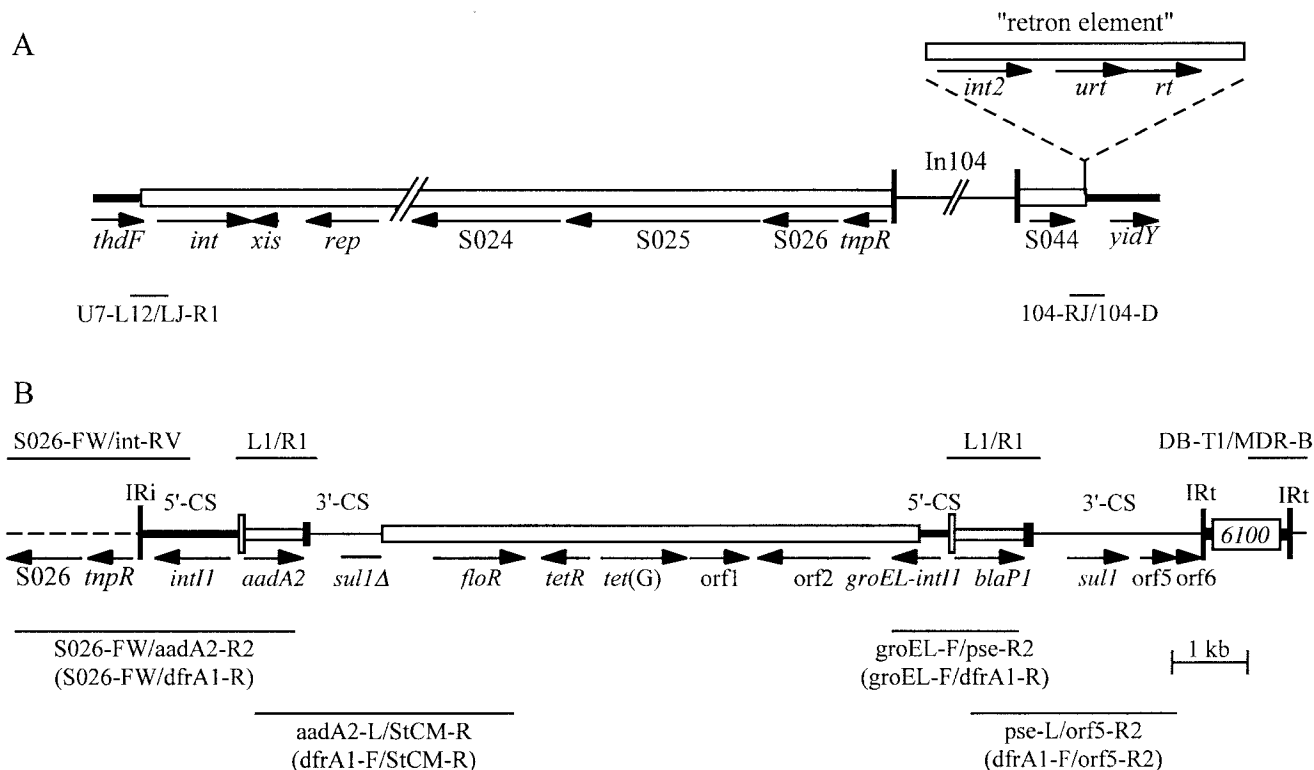 A
"retron element"
int2 urt rt
In104
thdF int xis rep S024 S025 S026 tnpR S044 yidY
U7-L12/LJ-R1 104-RJ/104-D
B
S026-FW/int-RV L1/R1 L1/R1 DB-T1/MDR-B
IRi 5'-CS 3'-CS 5'-CS 3'-CS IRt IRt
6100
S026 tnpR intI1 aadA2 sul1Δ floR tetR tet(G) orf1 orf2 groEL-intI1 blaP1 sul1 orf5 orf6
S026-FW/aadA2-R2 groEL-F/pse-R2 1 kb
(S026-FW/dfrA1-R) (groEL-F/dfrA1-R)
aadA2-L/StCM-R pse-L/orf5-R2
(dfrA1-F/StCM-R) (dfrA1-F/orf5-R2)